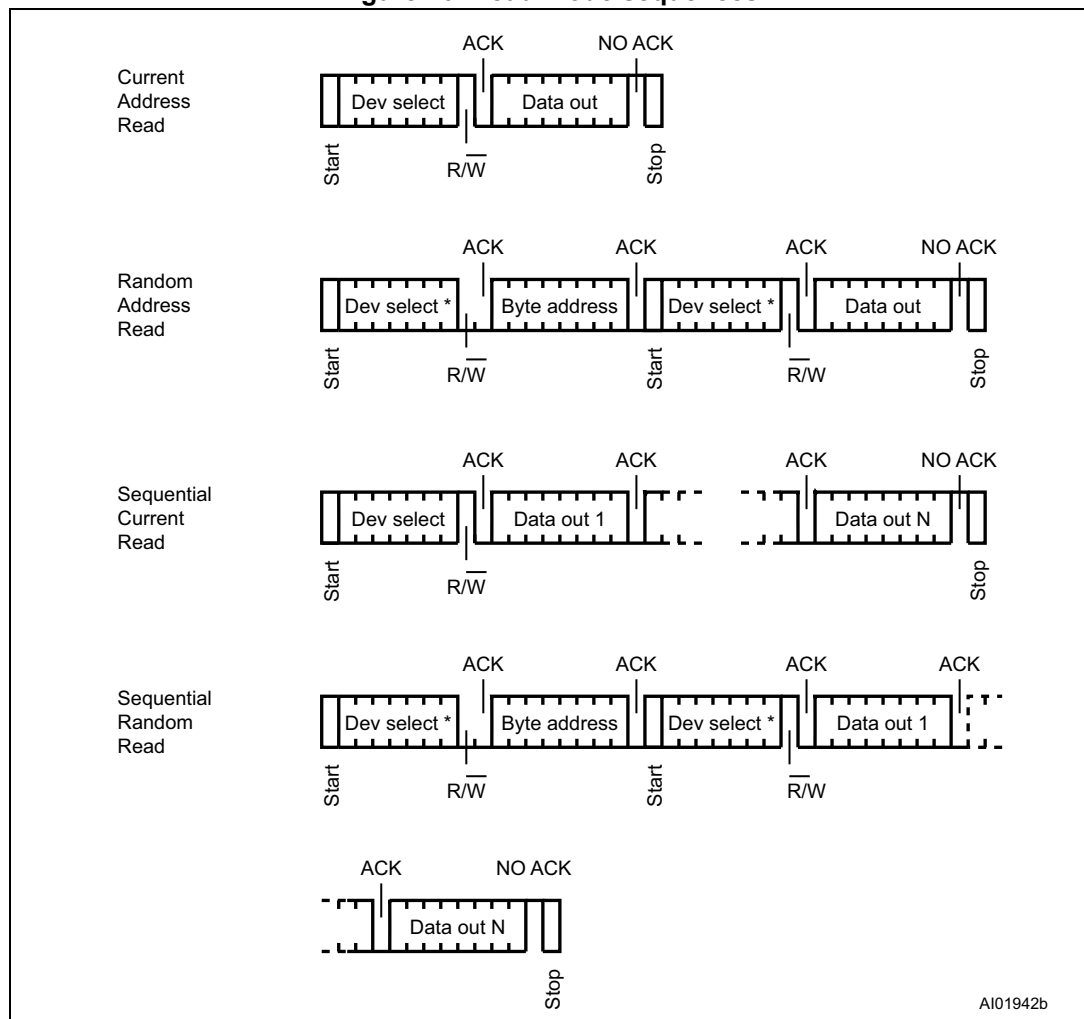 Current
Address
Read
ACK
NO ACK
Dev select
Data out
Start
R/W
Stop
Random
Address
Read
ACK
ACK
ACK
NO ACK
Dev select *
Byte address
Dev select *
Data out
Start
R/W
Start
R/W
Stop
Sequential
Current
Read
ACK
ACK
ACK
NO ACK
Dev select
Data out 1
Data out N
Start
R/W
Stop
Sequential
Random
Read
ACK
ACK
ACK
ACK
Dev select *
Byte address
Dev select *
Data out 1
Start
R/W
Start
R/W
ACK
NO ACK
Data out N
Stop
AI01942b